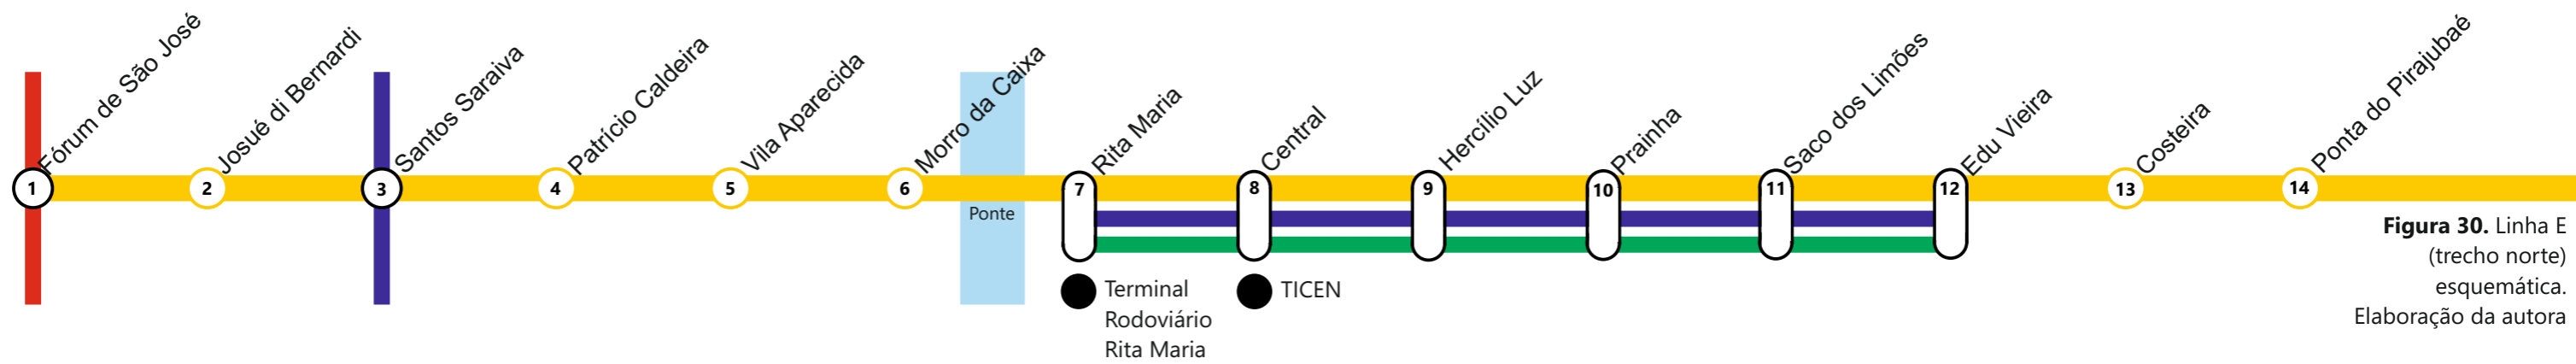 Fórum de São José
Josué di Bernardi
Santos Saraiva
Patrício Caldeira
Vila Aparecida
Morro da Caixa
Rita Maria
Central
Hercílio Luz
Prainha
Saco dos Limões
Edu Vieira
Costeira
Ponta do Pirajubaé
1
2
3
4
5
6
7
8
9
10
11
12
13
14
Ponte
Terminal
Rodoviário
Rita Maria
TICEN
Figura 30. Linha E
(trecho norte)
esquemática.
Elaboração da autora